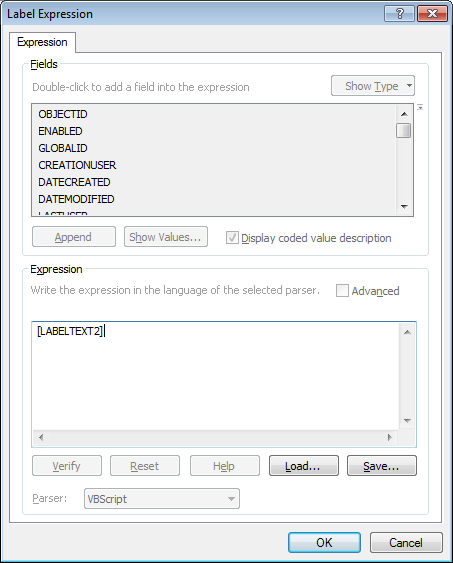 Label Expression
Expression
Fields
Double-click to add a field into the expression
Show Type
OBJECTID
ENABLED
GLOBALID
CREATIONUSER
DATECREATED
DATEMODIFIED
LASTUSER
Append
Show Values...
Display coded value description
Expression
Write the expression in the language of the selected parser.
Advanced
[LABELTEXT2]
Verify
Reset
Help
Load...
Save...
Parser:
VBScript
OK
Cancel